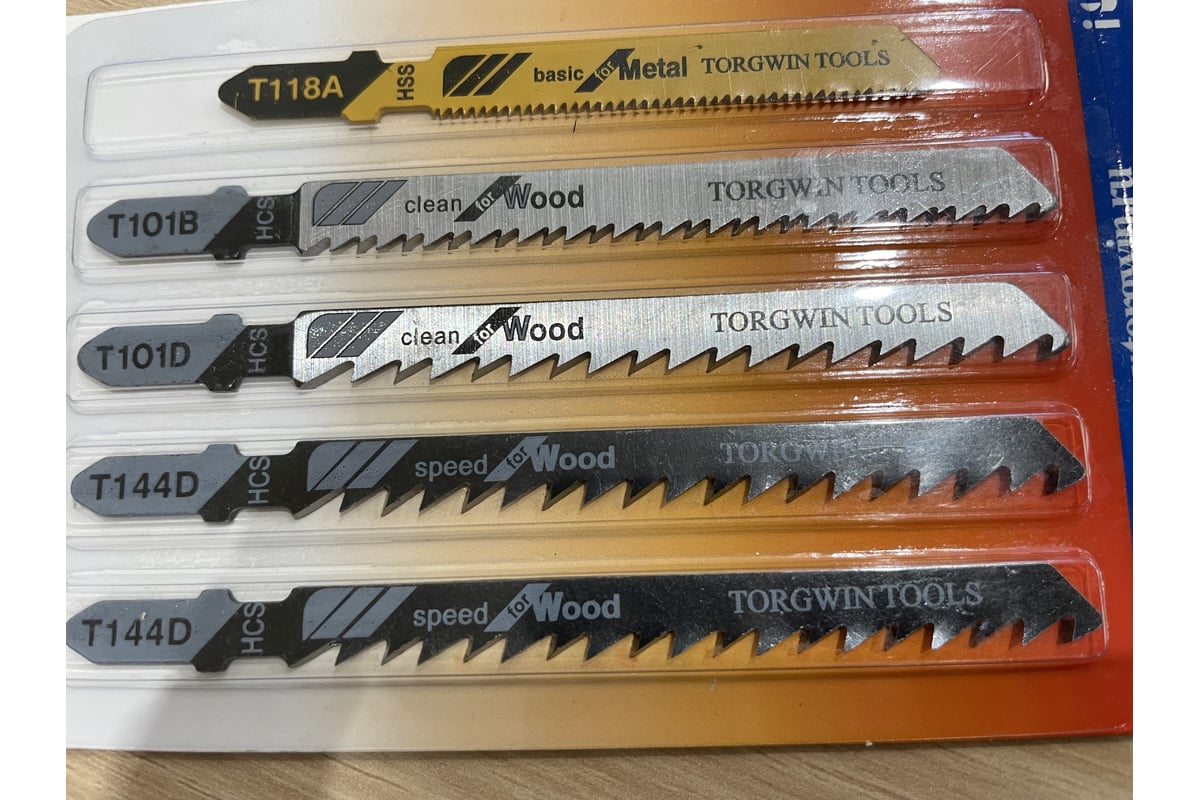 T118A HSS basic for Metal TORGWIN TOOLS
T101B HCS clean for Wood TORGWIN TOOLS
T101D HCS clean for Wood TORGWIN TOOLS
T144D HCS speed for Wood TORGWIN
T144D HCS speed for Wood TORGWIN TOOLS